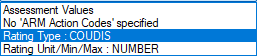 Assessment Values
No 'ARM Action Codes' specified
Rating Type : COUDIS
Rating Unit/Min/Max : NUMBER